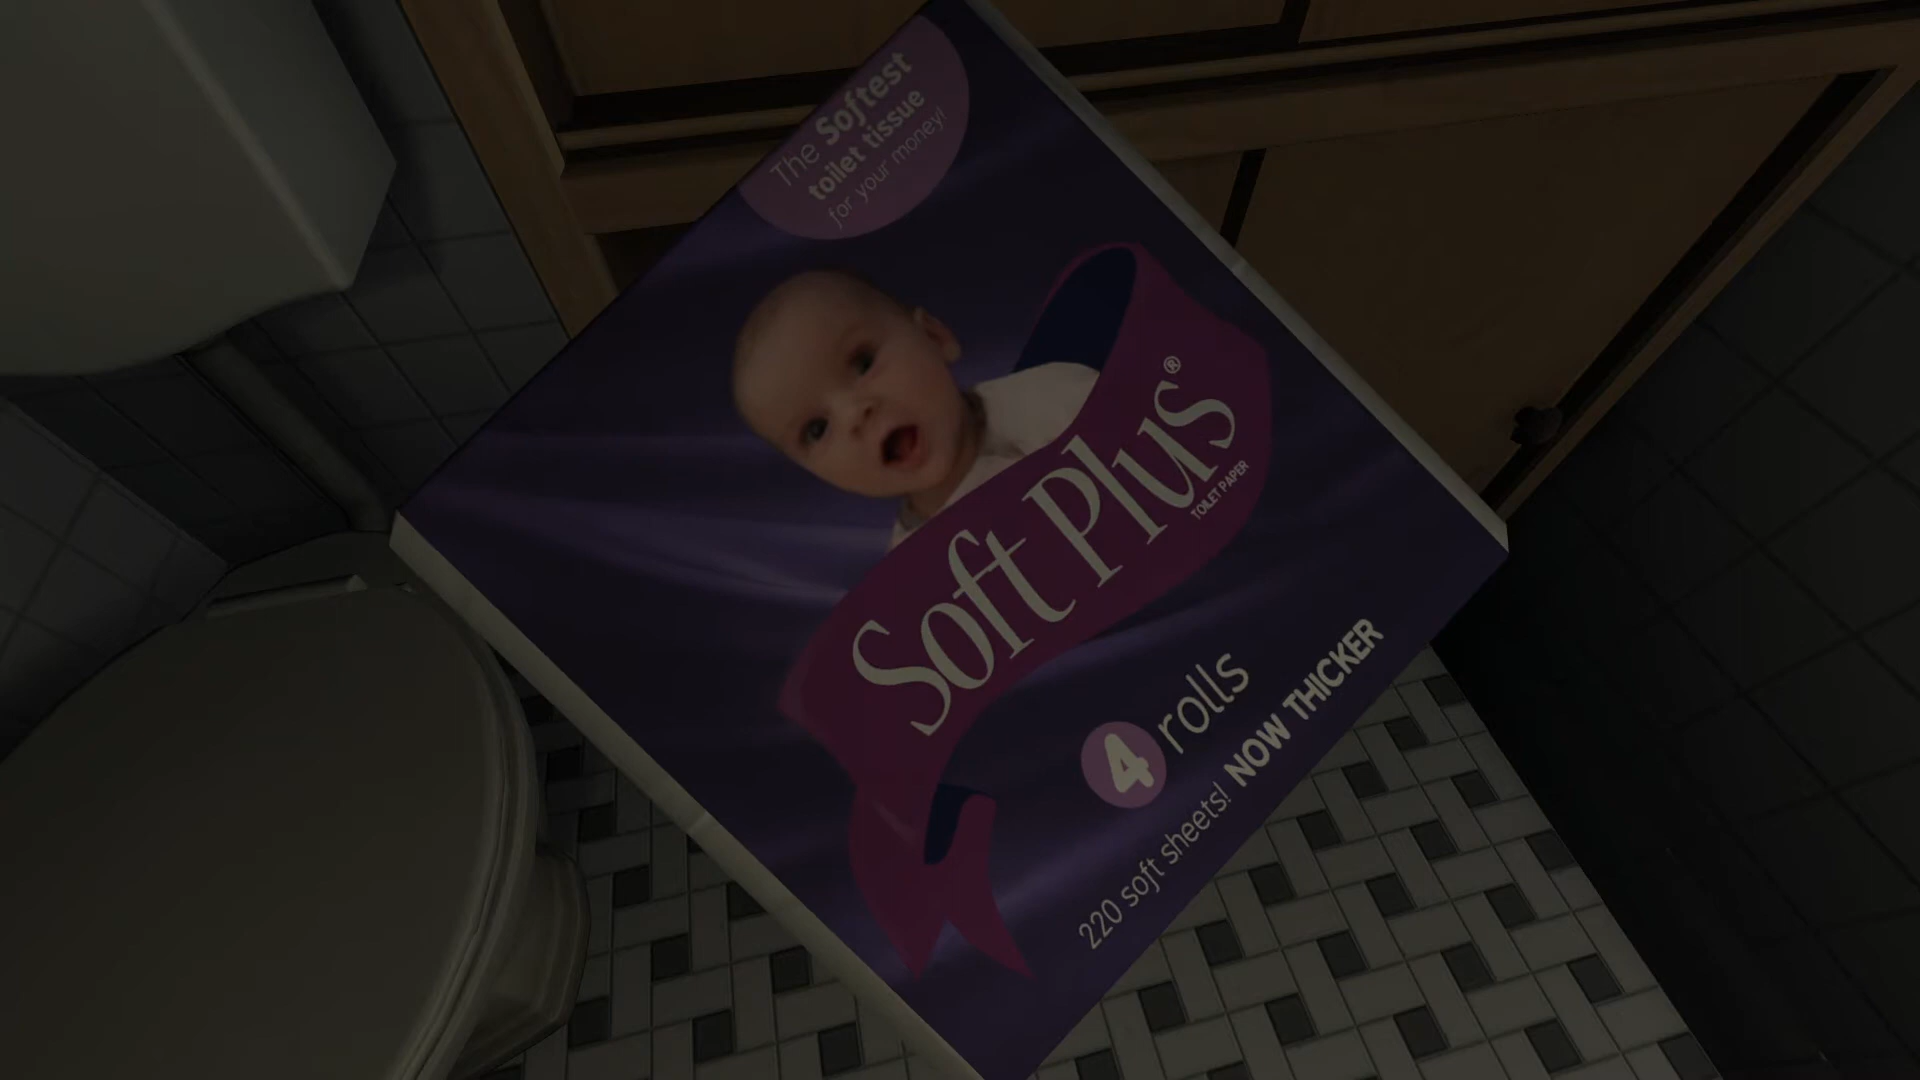 The Softest
toilet tissue
for your money!
Soft Plus®
TOILET PAPER
4 rolls
220 soft sheets! NOW THICKER